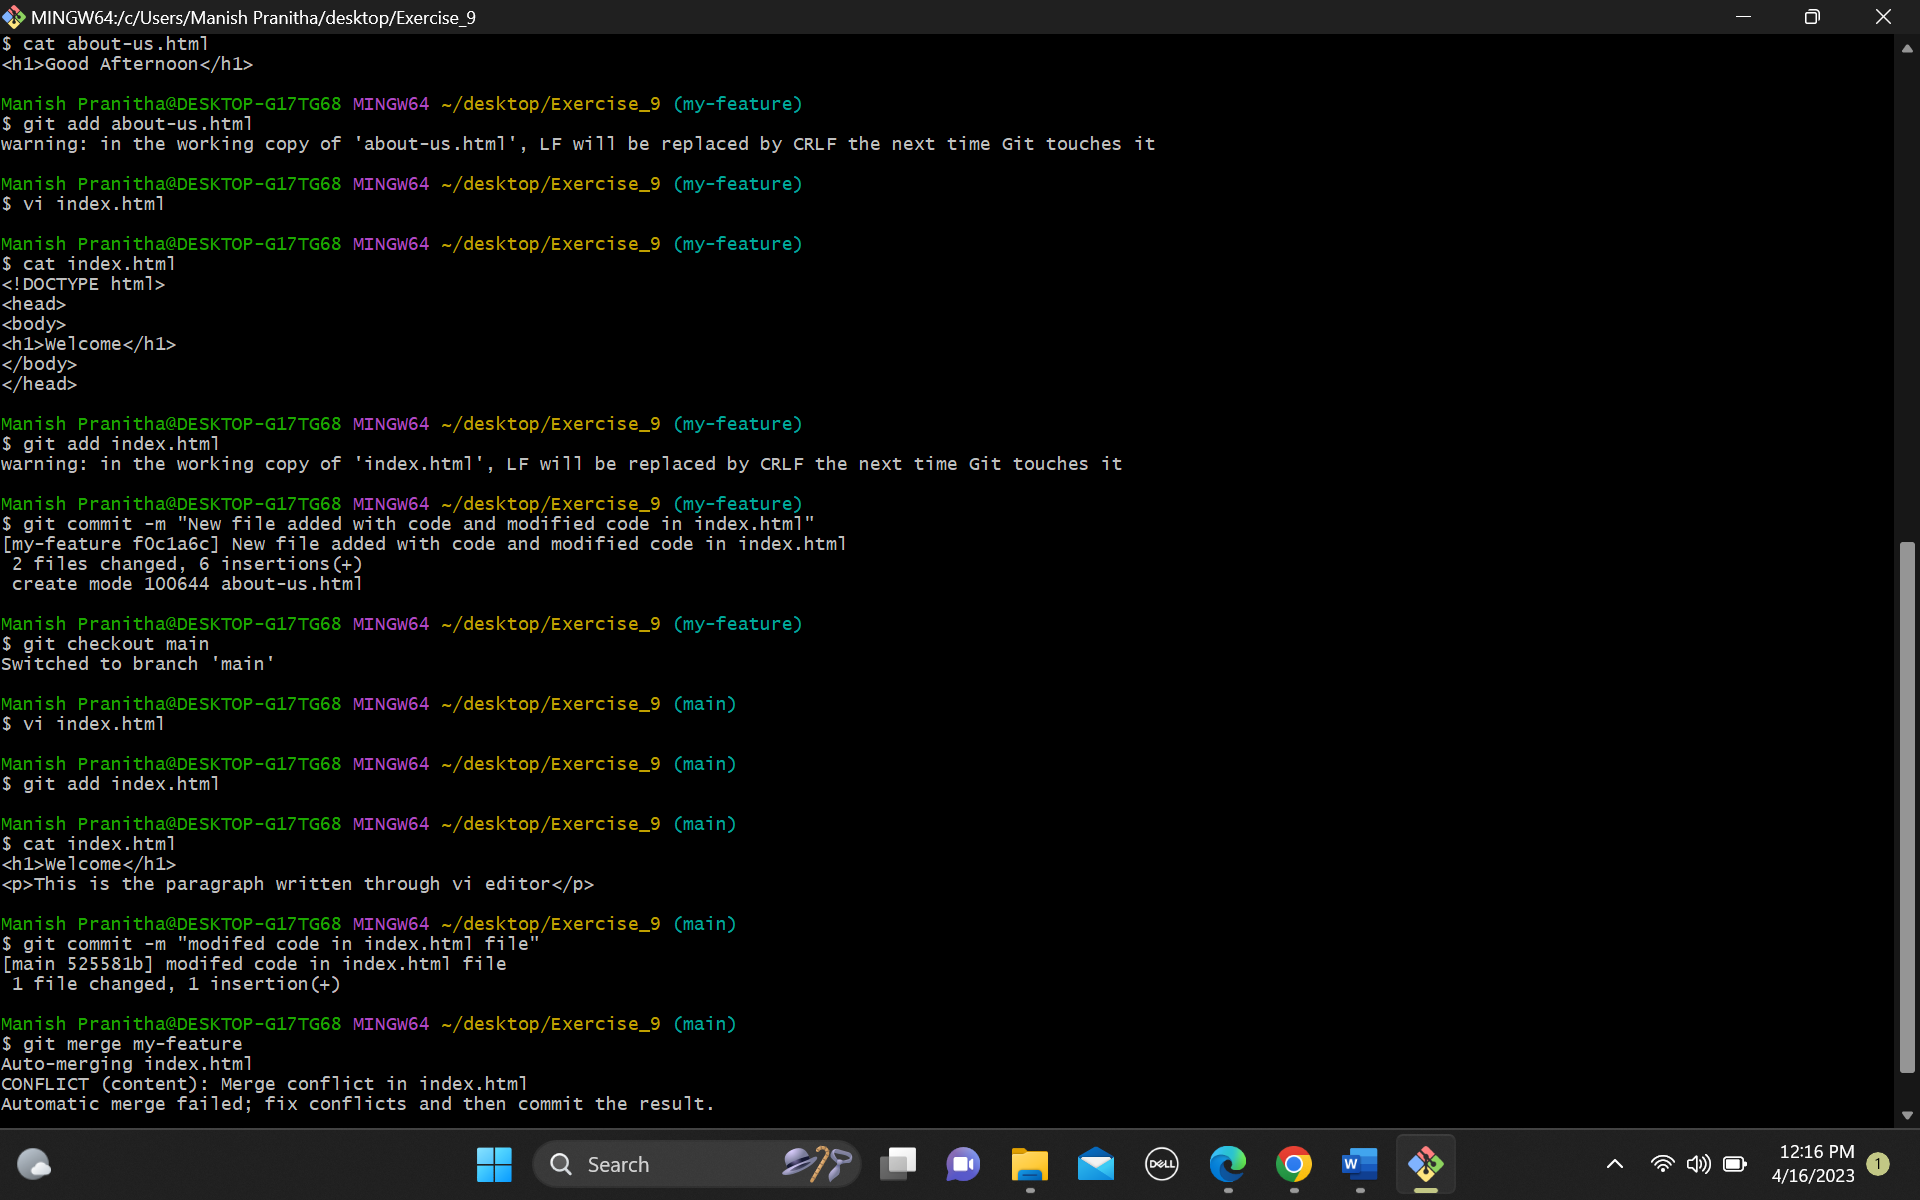 MINGW64:/c/Users/Manish Pranitha/desktop/Exercise_9
$ cat about-us.html
<h1>Good Afternoon</h1>
Manish Pranitha@DESKTOP-G17TG68 MINGW64 ~/desktop/Exercise_9 (my-feature)
$ git add about-us.html
warning: in the working copy of 'about-us.html', LF will be replaced by CRLF the next time Git touches it
Manish Pranitha@DESKTOP-G17TG68 MINGW64 ~/desktop/Exercise_9 (my-feature)
$ vi index.html
Manish Pranitha@DESKTOP-G17TG68 MINGW64 ~/desktop/Exercise_9 (my-feature)
$ cat index.html
<!DOCTYPE html>
<head>
<body>
<h1>Welcome</h1>
</body>
</head>
Manish Pranitha@DESKTOP-G17TG68 MINGW64 ~/desktop/Exercise_9 (my-feature)
$ git add index.html
warning: in the working copy of 'index.html', LF will be replaced by CRLF the next time Git touches it
Manish Pranitha@DESKTOP-G17TG68 MINGW64 ~/desktop/Exercise_9 (my-feature)
$ git commit -m "New file added with code and modified code in index.html"
[my-feature f0c1a6c] New file added with code and modified code in index.html
 2 files changed, 6 insertions(+)
 create mode 100644 about-us.html
Manish Pranitha@DESKTOP-G17TG68 MINGW64 ~/desktop/Exercise_9 (my-feature)
$ git checkout main
Switched to branch 'main'
Manish Pranitha@DESKTOP-G17TG68 MINGW64 ~/desktop/Exercise_9 (main)
$ vi index.html
Manish Pranitha@DESKTOP-G17TG68 MINGW64 ~/desktop/Exercise_9 (main)
$ git add index.html
Manish Pranitha@DESKTOP-G17TG68 MINGW64 ~/desktop/Exercise_9 (main)
$ cat index.html
<h1>Welcome</h1>
<p>This is the paragraph written through vi editor</p>
Manish Pranitha@DESKTOP-G17TG68 MINGW64 ~/desktop/Exercise_9 (main)
$ git commit -m "modifed code in index.html file"
[main 525581b] modifed code in index.html file
 1 file changed, 1 insertion(+)
Manish Pranitha@DESKTOP-G17TG68 MINGW64 ~/desktop/Exercise_9 (main)
$ git merge my-feature
Auto-merging index.html
CONFLICT (content): Merge conflict in index.html
Automatic merge failed; fix conflicts and then commit the result.
Search
DELL
W
12:16 PM
4/16/2023
1